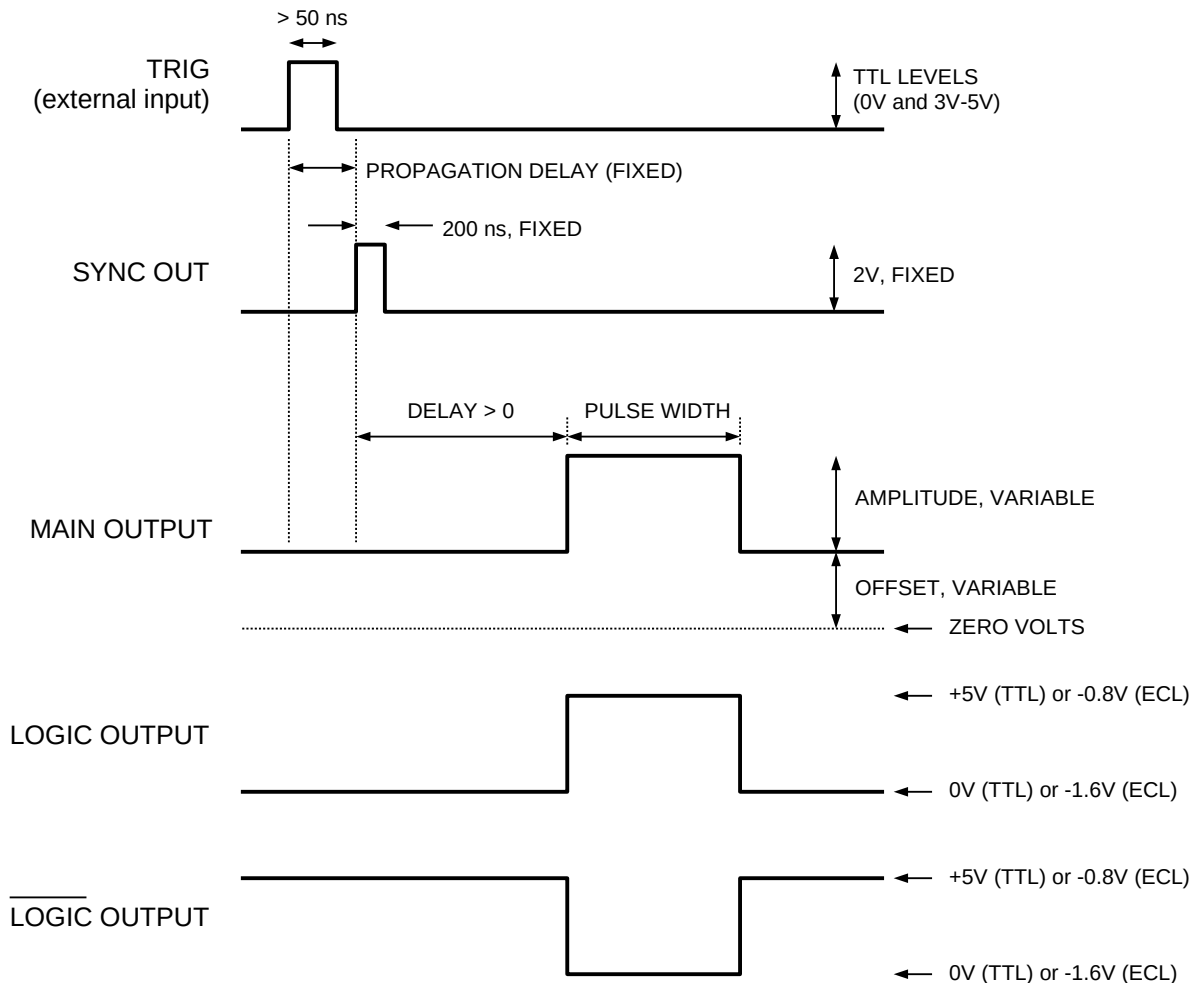 > 50 ns
TRIG
(external input)
TTL LEVELS
(0V and 3V-5V)
PROPAGATION DELAY (FIXED)
200 ns, FIXED
SYNC OUT
2V, FIXED
DELAY > 0
PULSE WIDTH
AMPLITUDE, VARIABLE
MAIN OUTPUT
OFFSET, VARIABLE
ZERO VOLTS
+5V (TTL) or -0.8V (ECL)
LOGIC OUTPUT
0V (TTL) or -1.6V (ECL)
+5V (TTL) or -0.8V (ECL)
L̅O̅G̅I̅C̅ OUTPUT
0V (TTL) or -1.6V (ECL)